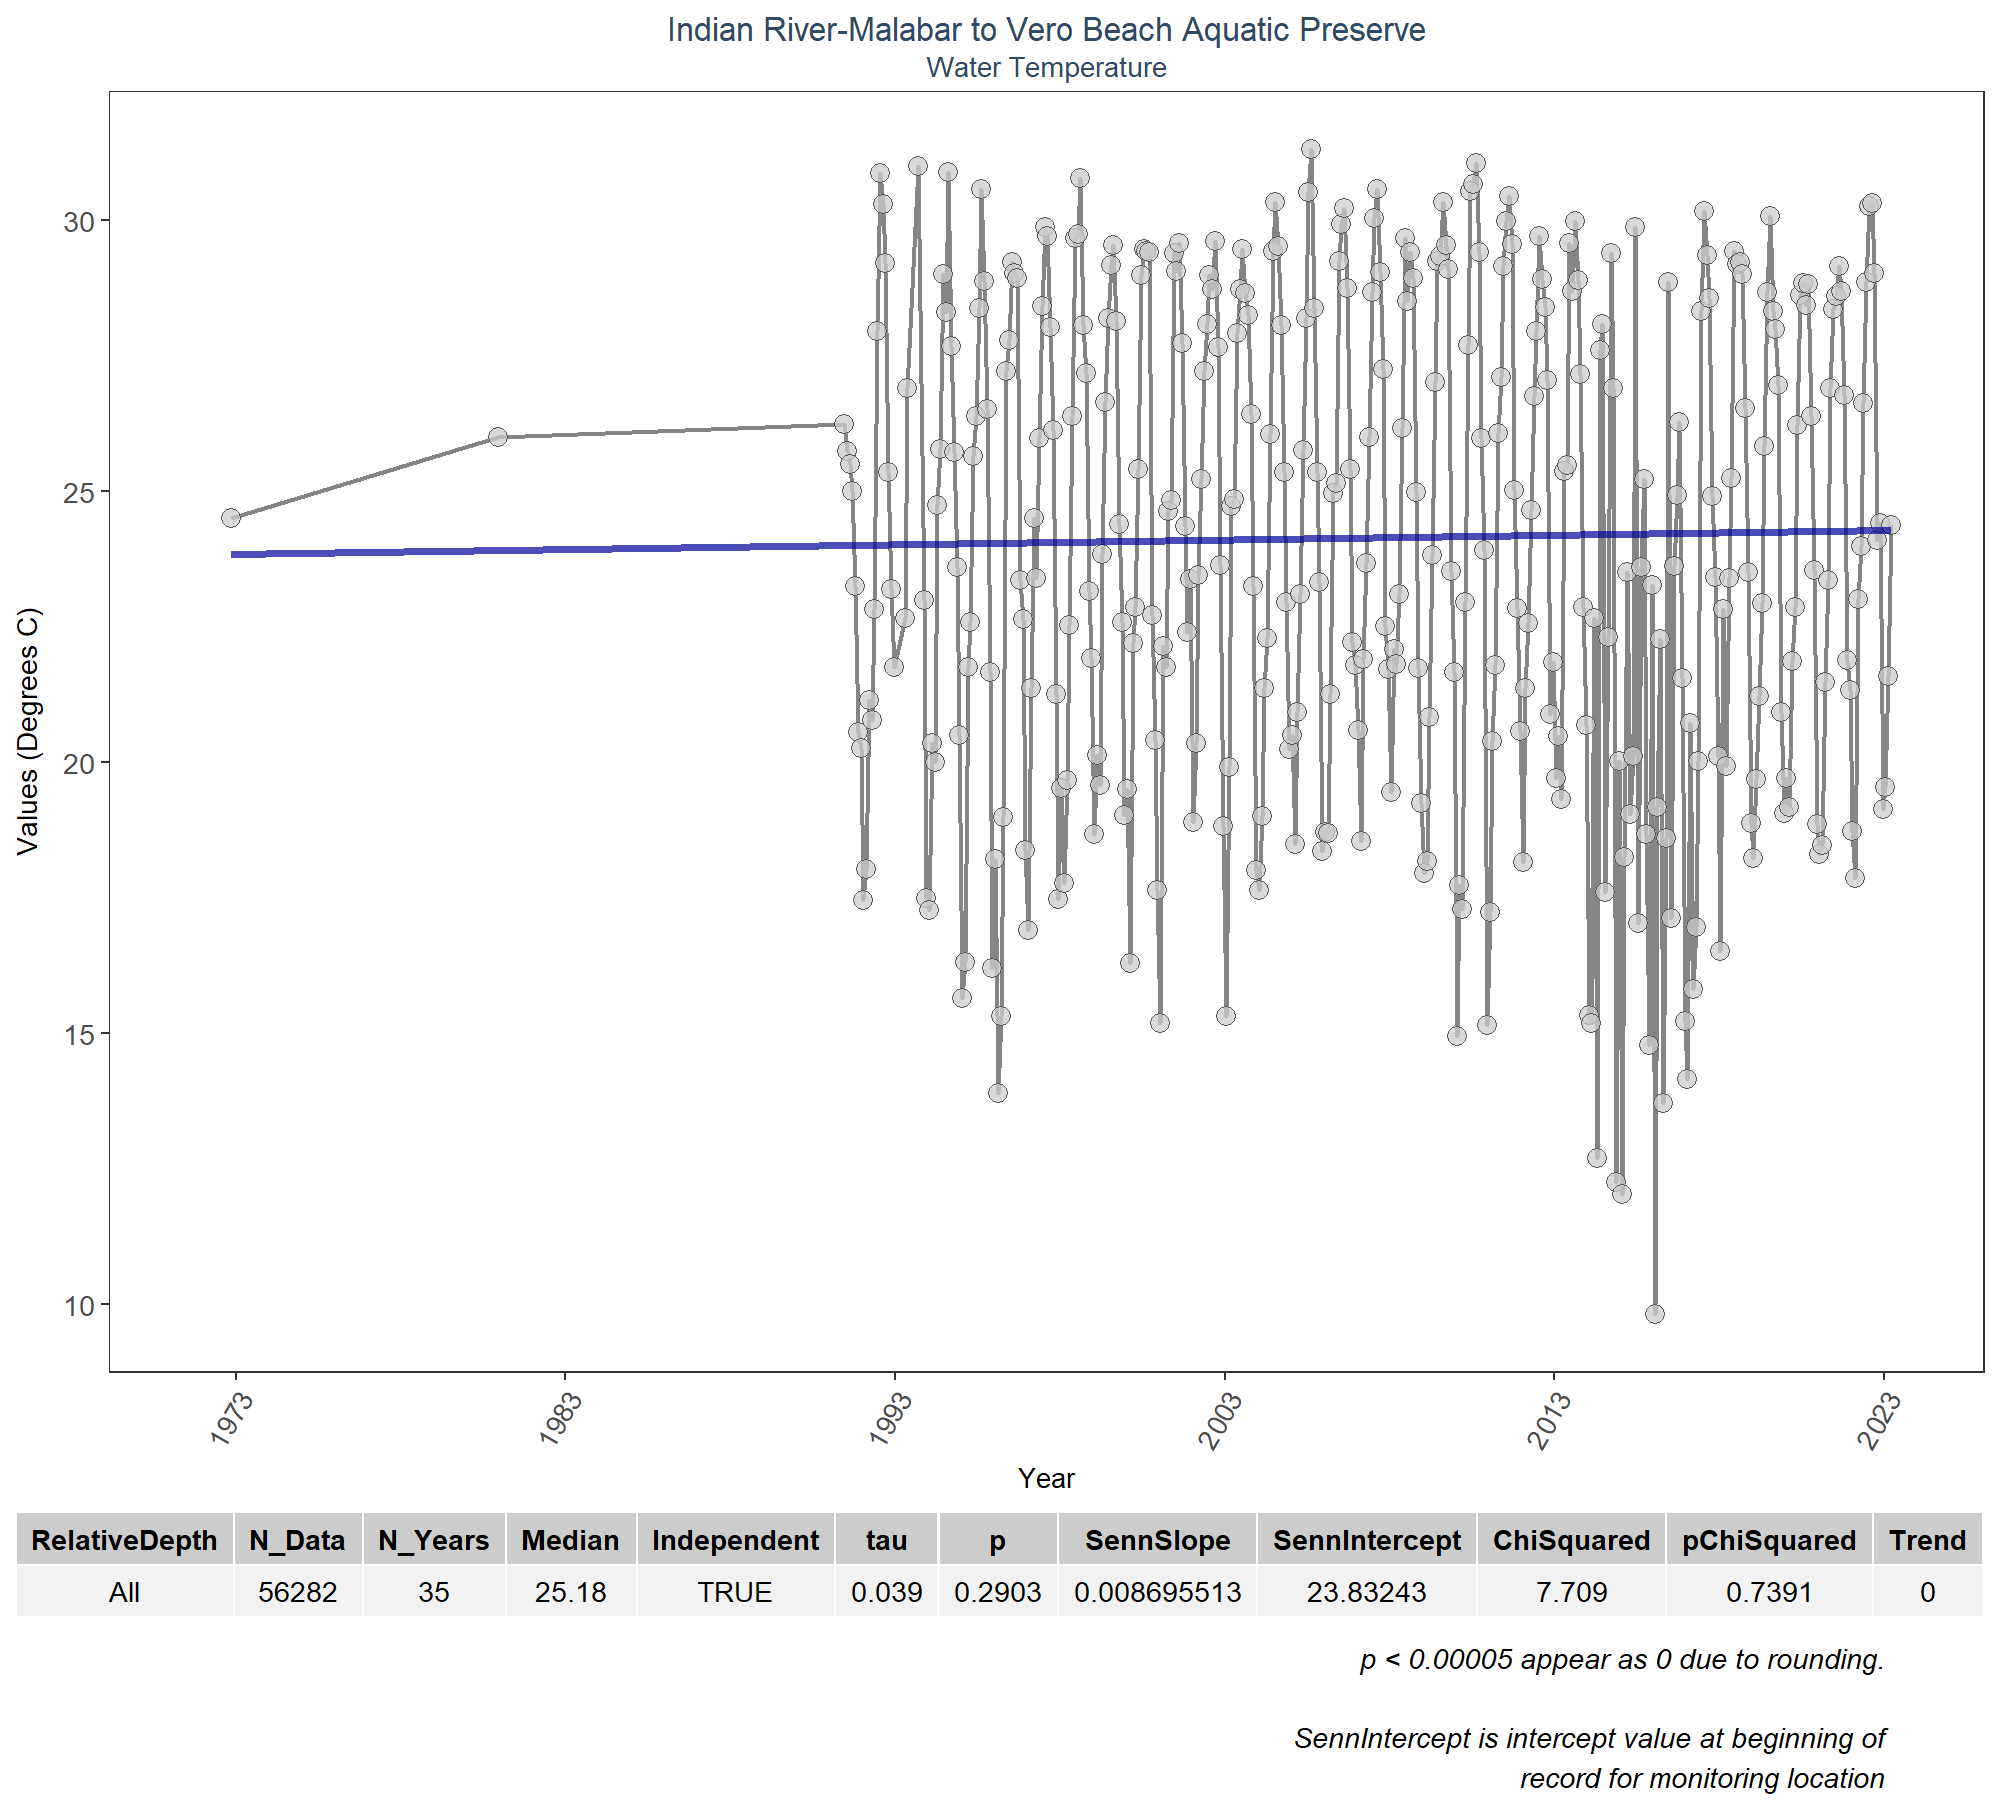 Indian River-Malabar to Vero Beach Aquatic Preserve
Water Temperature
Values (Degrees C)
30
25
20
15
10
1973
1983
1993
2003
2013
2023
Year
RelativeDepth N_Data N_Years Median Independent tau p SennSlope SennIntercept ChiSquared pChiSquared Trend
All 56282 35 25.18 TRUE 0.039 0.2903 0.008695513 23.83243 7.709 0.7391 0
p < 0.00005 appear as 0 due to rounding.
SennIntercept is intercept value at beginning of
record for monitoring location